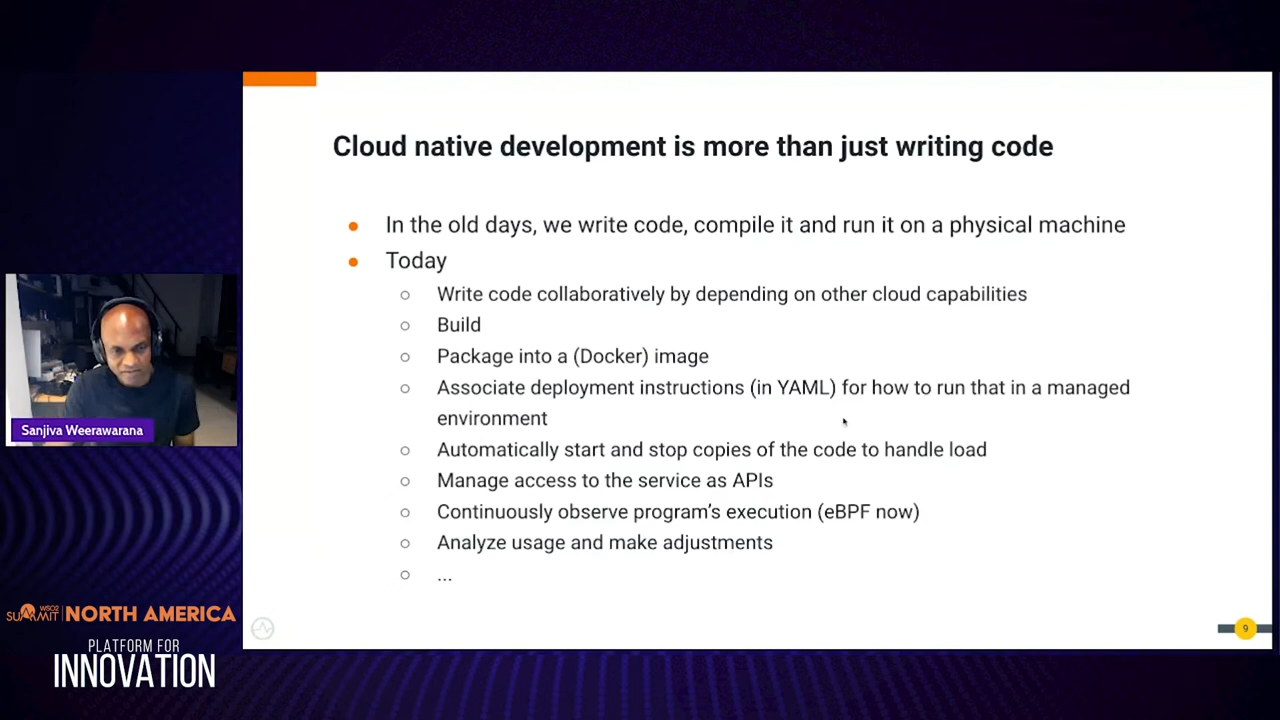 Cloud native development is more than just writing code
In the old days, we write code, compile it and run it on a physical machine
Today
Write code collaboratively by depending on other cloud capabilities
Build
Package into a (Docker) image
Associate deployment instructions (in YAML) for how to run that in a managed
environment
Automatically start and stop copies of the code to handle load
Manage access to the service as APIs
Continuously observe program's execution (eBPF now)
Analyze usage and make adjustments
...
9
Sanjiva Weerawarana
WSO2
SUMMIT NORTH AMERICA
PLATFORM FOR
INNOVATION